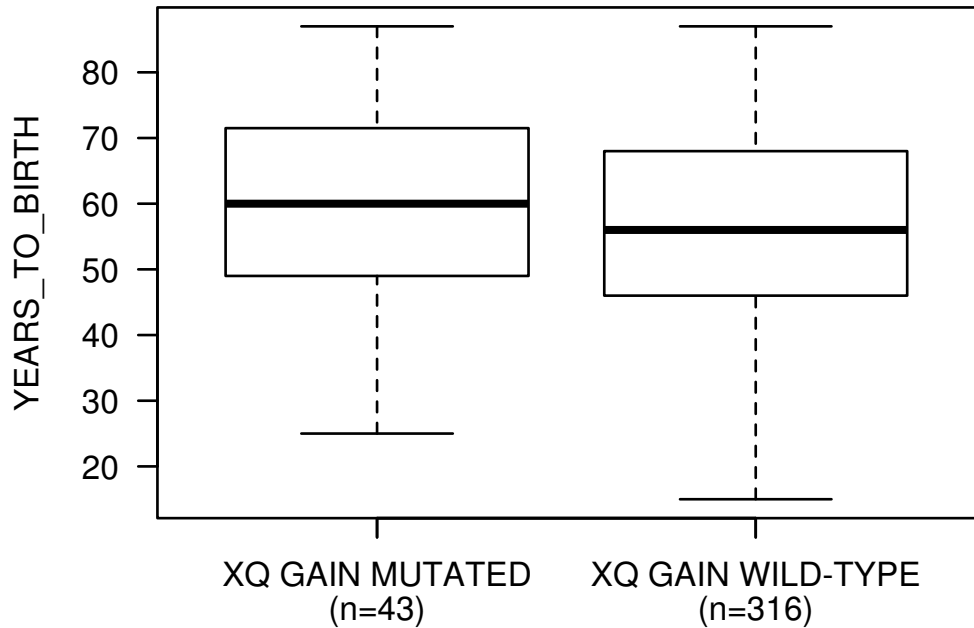 YEARS_TO_BIRTH
80
70
60
50
40
30
20
XQ GAIN MUTATED
(n=43)
XQ GAIN WILD-TYPE
(n=316)